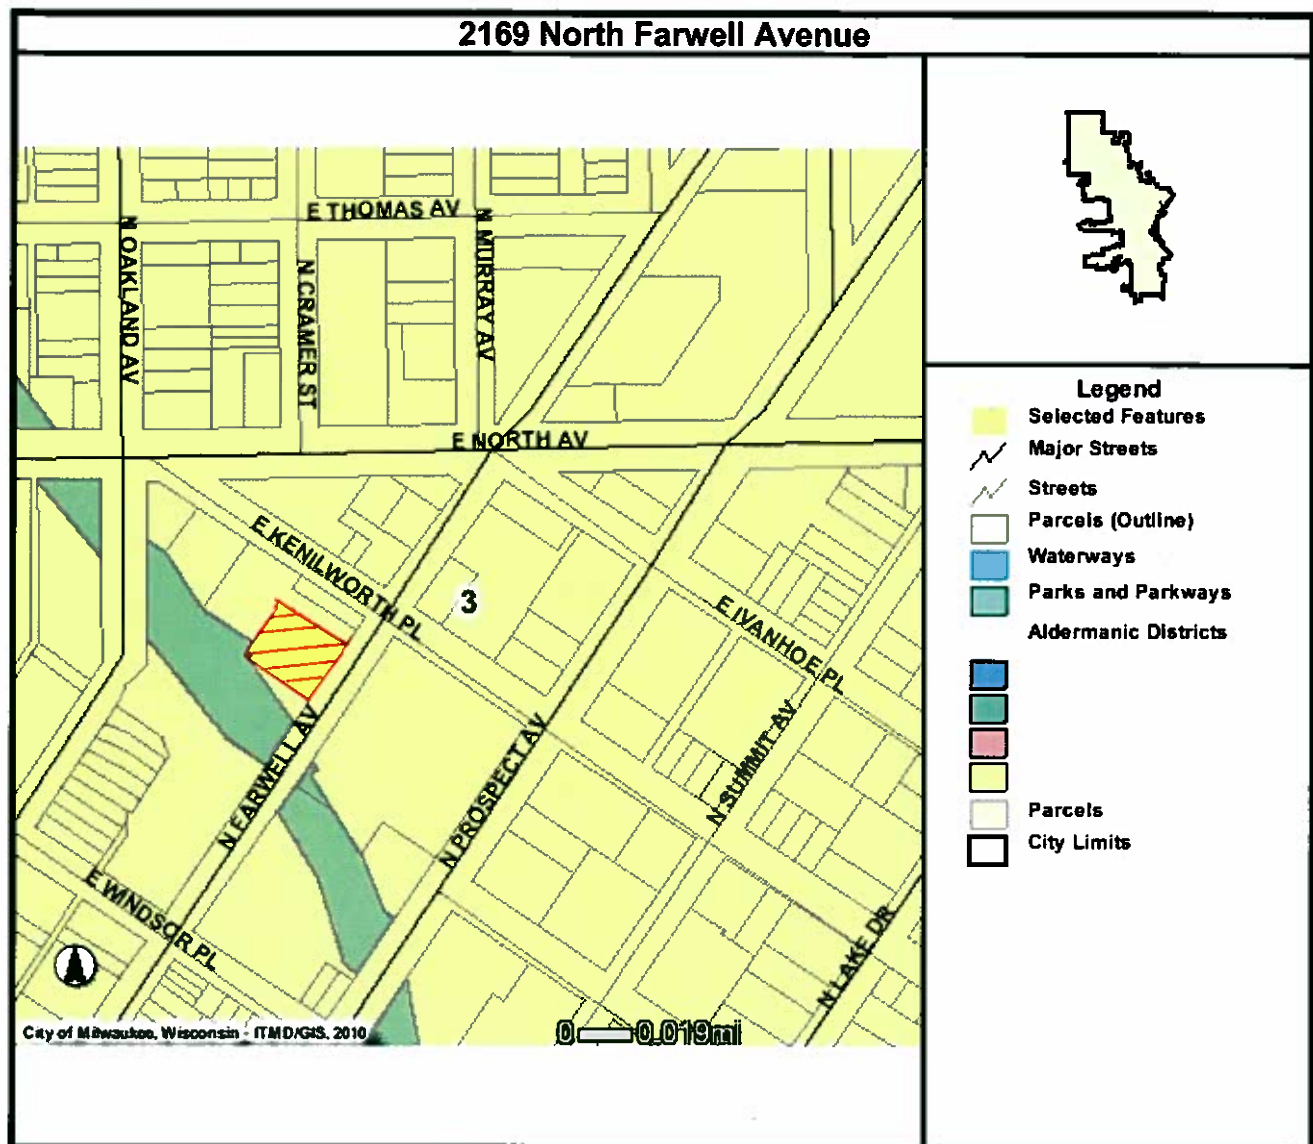 2169 North Farwell Avenue
E THOMAS AV
N OAKLAND AV
N CRAMER ST
N MURRAY AV
E NORTH AV
E KENILWORTH PL
3
E IVANHOE PL
N FARWELL AV
N PROSPECT AV
N SUMMIT AV
E WINDSOR PL
N LAKE DR
City of Milwaukee, Wisconsin - ITMD/GIS, 2010
0 0.019mi
Legend
Selected Features
Major Streets
Streets
Parcels (Outline)
Waterways
Parks and Parkways
Aldermanic Districts
Parcels
City Limits